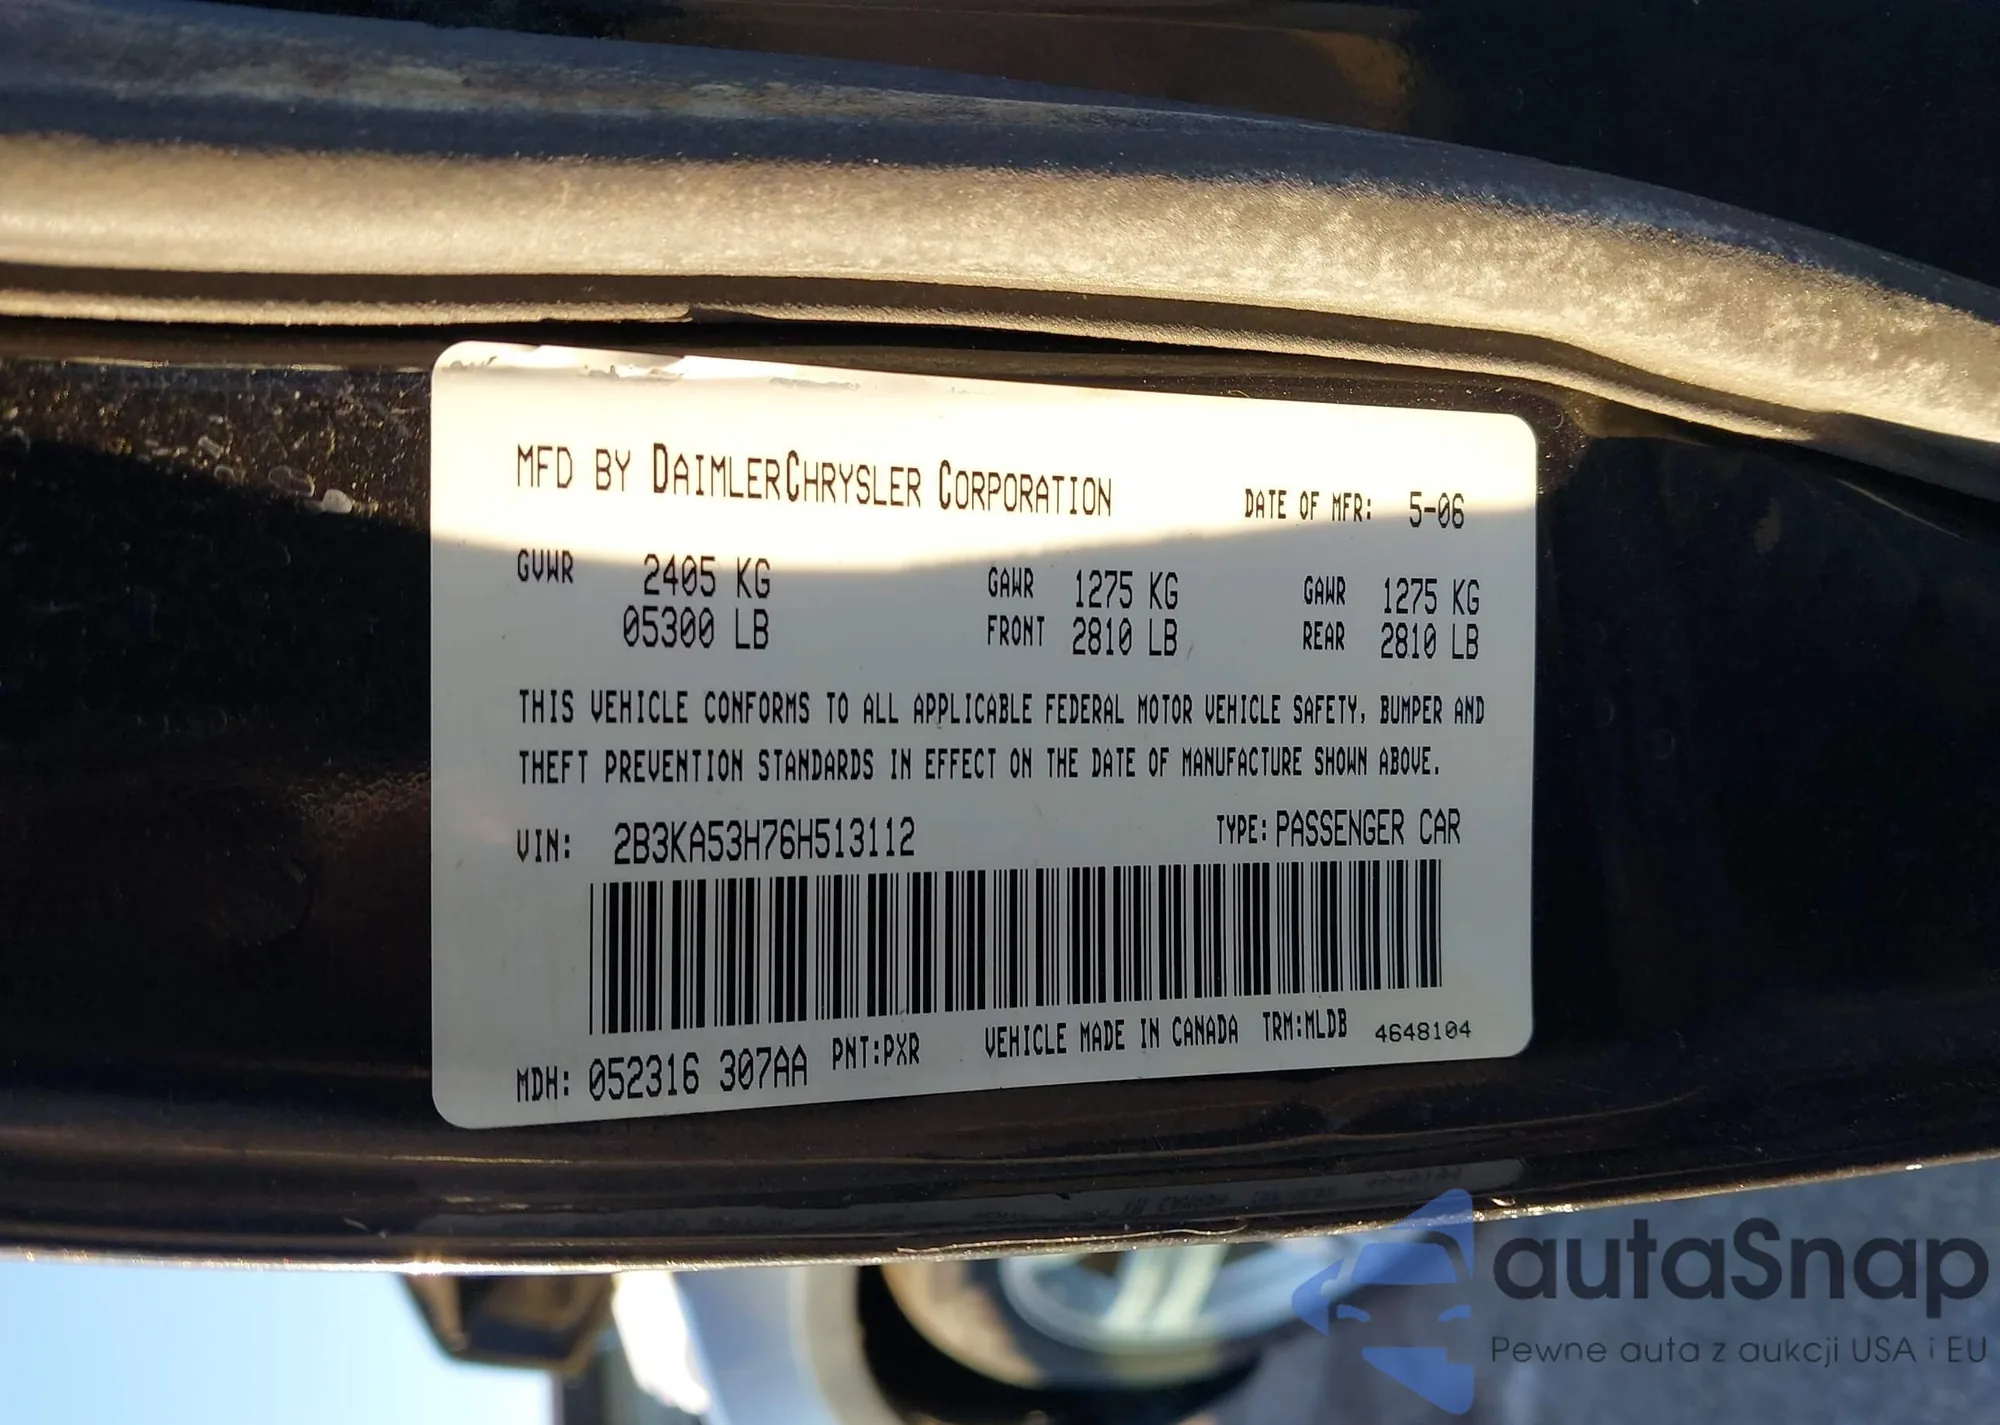 MFD BY DAIMLERCHRYSLER CORPORATION DATE OF MFR: 5-06
GVWR 2405 KG GAWR 1275 KG GAWR 1275 KG
05300 LB FRONT 2810 LB REAR 2810 LB
THIS VEHICLE CONFORMS TO ALL APPLICABLE FEDERAL MOTOR VEHICLE SAFETY, BUMPER AND
THEFT PREVENTION STANDARDS IN EFFECT ON THE DATE OF MANUFACTURE SHOWN ABOVE.
VIN: 2B3KA53H76H513112 TYPE: PASSENGER CAR
MDH: 052316 307AA PNT:PXR VEHICLE MADE IN CANADA TRM:MLDB 4648104
autaSnap
Pewne auta z aukcji USA i EU